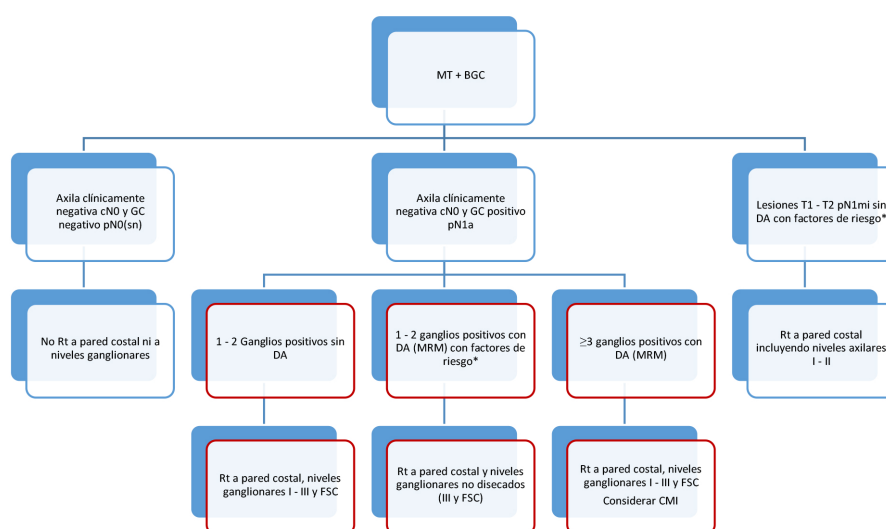 MT + BGC
Axila clínicamente
negativa cN0 y GC
negativo pN0(sn)
Axila clínicamente
negativa cN0 y GC positivo
pN1a
Lesiones T1 - T2 pN1mi sin
DA con factores de riesgo*
No Rt a pared costal ni a
niveles ganglionares
1 - 2 Ganglios positivos sin
DA
1 - 2 ganglios positivos con
DA (MRM) con factores de
riesgo*
≥3 ganglios positivos con
DA (MRM)
Rt a pared costal
incluyendo niveles axilares
I - II
Rt a pared costal, niveles
ganglionares I - III y FSC
Rt a pared costal y niveles
ganglionares no disecados
(III y FSC)
Rt a pared costal, niveles
ganglionares I - III y FSC
Considerar CMI